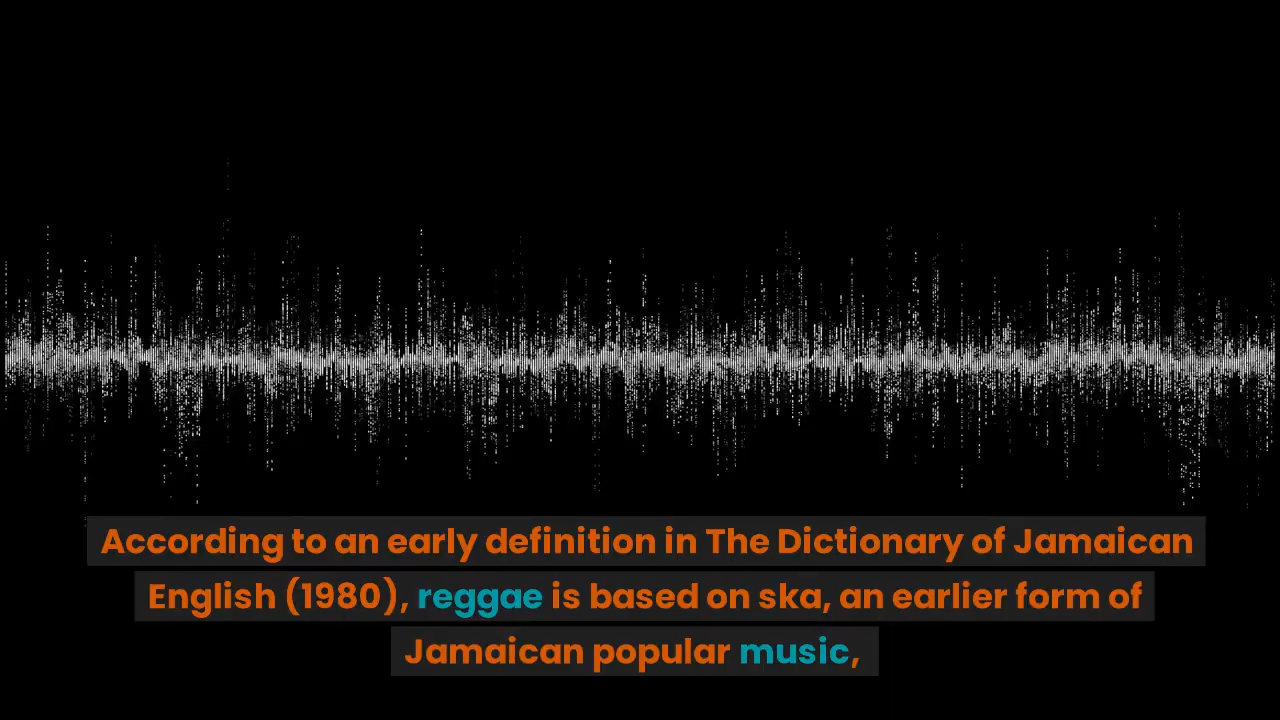 According to an early definition in The Dictionary of Jamaican
English (1980), reggae is based on ska, an earlier form of
Jamaican popular music,